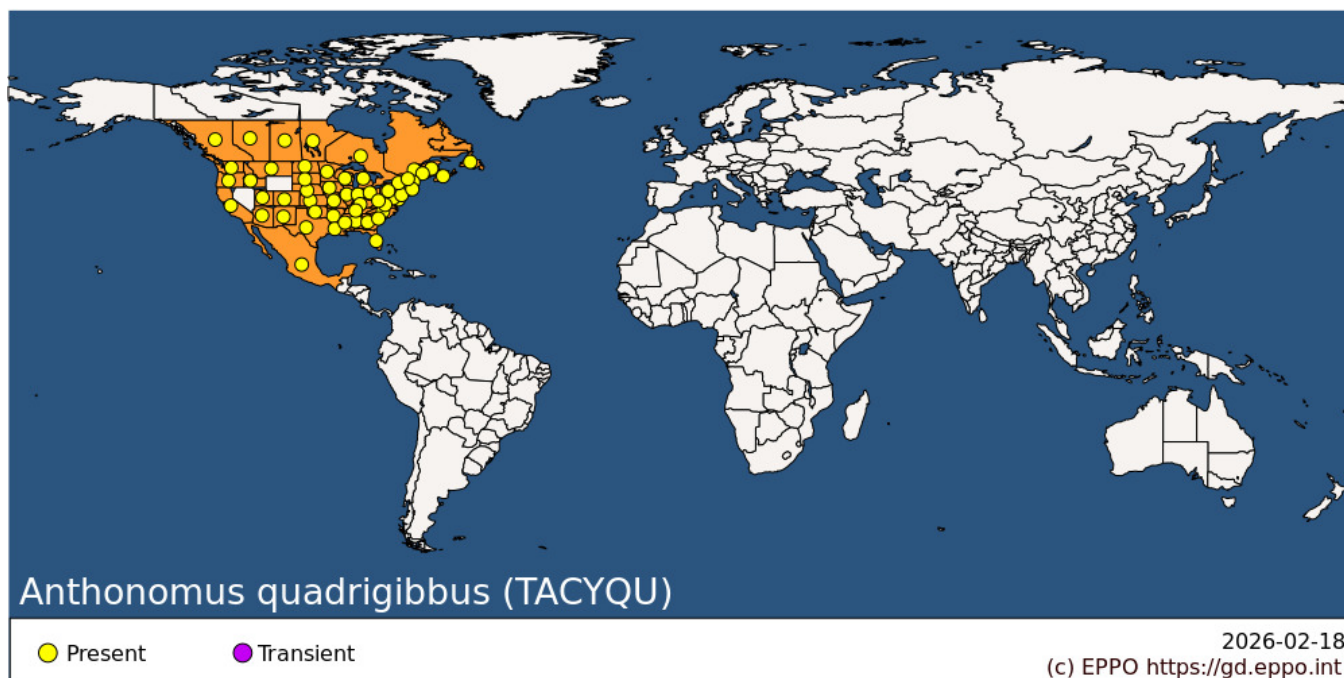 Anthonomus quadrigibbus (TACYQU)
Present
Transient
2026-02-18
(c) EPPO https://gd.eppo.int